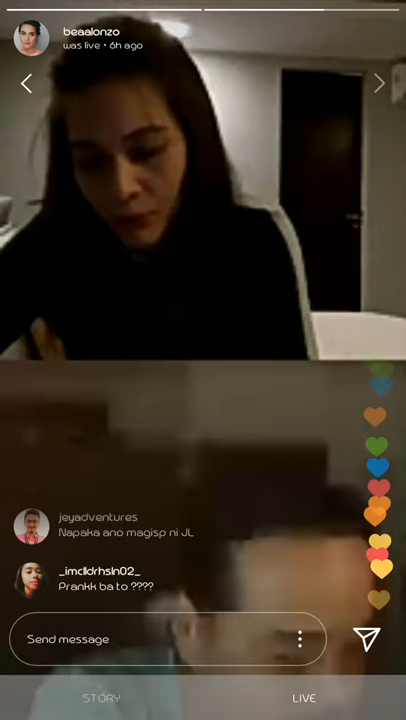 beaalonzo
was live • 6h ago
jeyadventures
Napaka ano magisp ni JL
_imclldrhsln02_
Prankk ba to ????
Send message
STORY
LIVE